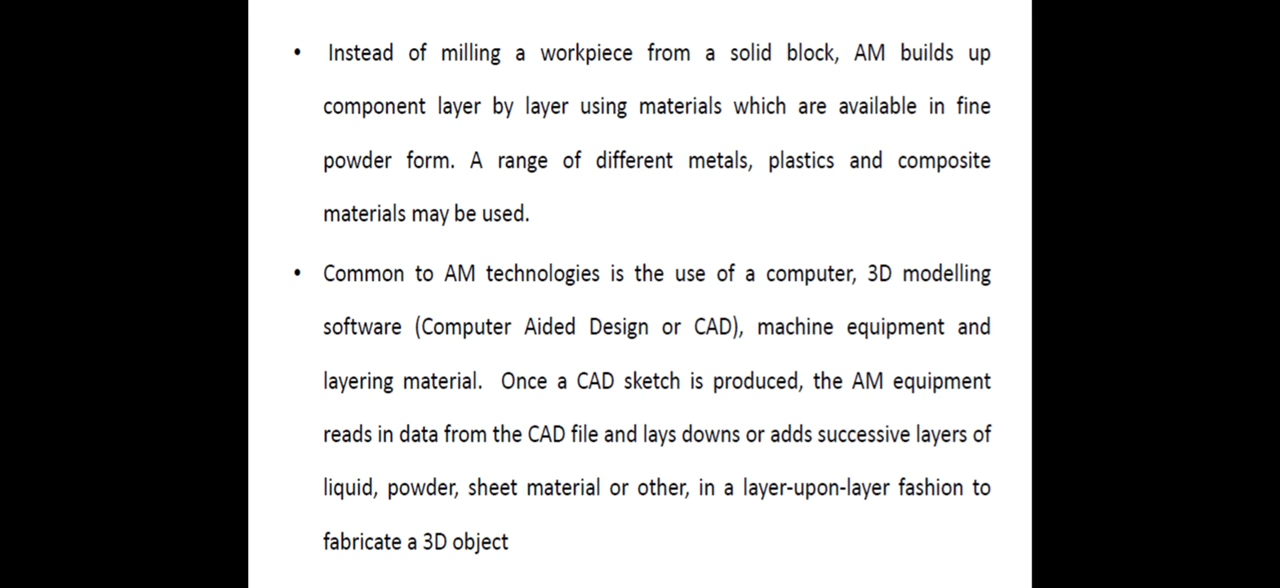 • Instead of milling a workpiece from a solid block, AM builds up
component layer by layer using materials which are available in fine
powder form. A range of different metals, plastics and composite
materials may be used.
• Common to AM technologies is the use of a computer, 3D modelling
software (Computer Aided Design or CAD), machine equipment and
layering material. Once a CAD sketch is produced, the AM equipment
reads in data from the CAD file and lays downs or adds successive layers of
liquid, powder, sheet material or other, in a layer-upon-layer fashion to
fabricate a 3D object